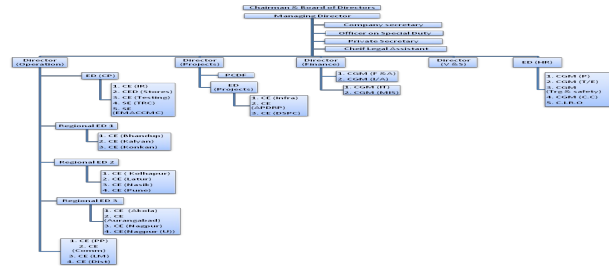 Chairman & Board of Directors
Managing Director
Company secretary
Officer on Special Duty
Private Secretary
Cheif Legal Assistant
Director
(Operation)
Director
(Projects)
Director
(Finance)
Director
(V & S)
ED (HR)
ED (CP)
1. CE (IR)
2. CED (Stores)
3. CE (Testing)
4. SE (TRC)
5. SE
(EMACCMC)
Regional ED 1
1. CE (Bhandup)
2. CE (Kalyan)
3. CE (Konkan)
Regional ED 2
1. CE ( Kolhapur)
2. CE (Latur)
3. CE (Nasik)
4. CE (Pune)
Regional ED 3
1. CE (Akola)
2. CE
(Aurangabad)
3. CE (Nagpur)
4. CE(Nagpur (U))
1. CE (PP)
2. CE
(Comm)
3. CE (LM)
4. CE (Dist)
PCDE
ED
(Projects)
1. CE (Infra)
2. CE
(APDRP)
3. CE (DSPC)
1. CGM (F &A)
2. CGM (I/A)
1. CGM (IT)
2. CGM (MIS)
1. CGM (P)
2. CGM (T/E)
3. CGM
(Trg & safety)
4. CGM (C C)
5. C.I.R.O